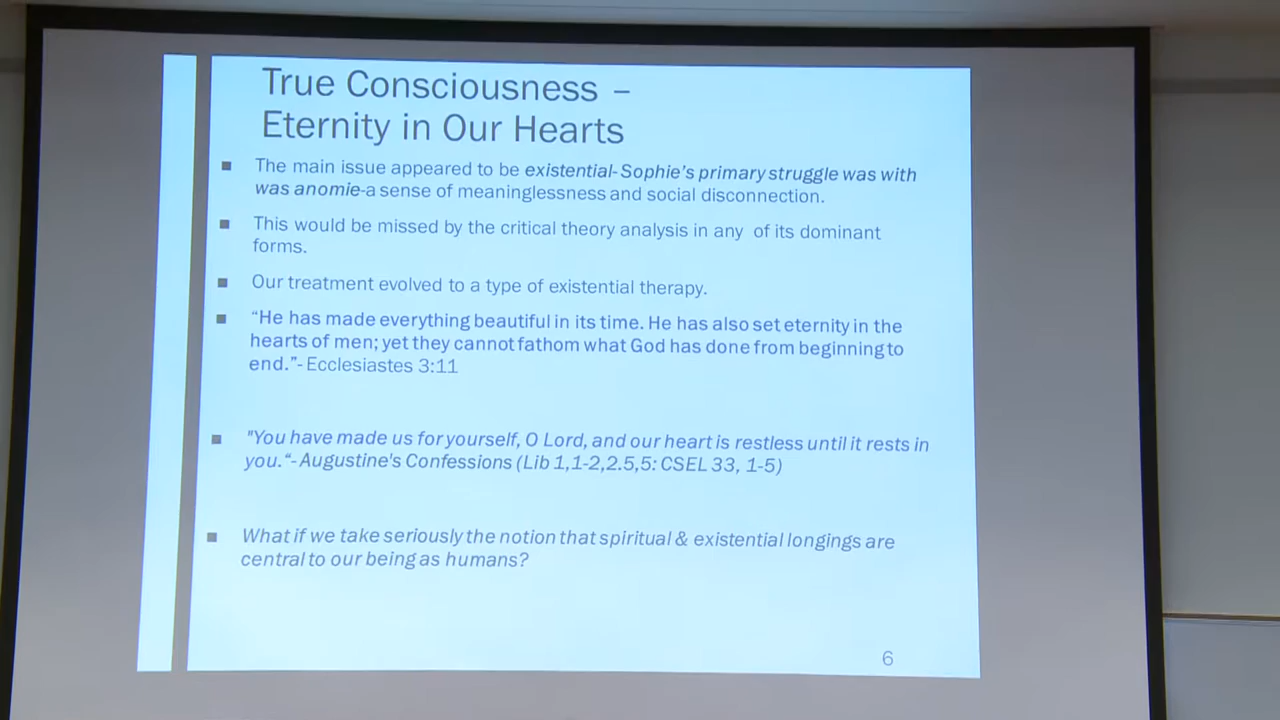 True Consciousness –
Eternity in Our Hearts
■ The main issue appeared to be existential- Sophie's primary struggle was with
was anomie-a sense of meaninglessness and social disconnection.
■ This would be missed by the critical theory analysis in any of its dominant
forms.
■ Our treatment evolved to a type of existential therapy.
■ “He has made everything beautiful in its time. He has also set eternity in the
hearts of men; yet they cannot fathom what God has done from beginning to
end.”- Ecclesiastes 3:11
■ "You have made us for yourself, O Lord, and our heart is restless until it rests in
you.“- Augustine's Confessions (Lib 1,1-2,2.5,5: CSEL 33, 1-5)
■ What if we take seriously the notion that spiritual & existential longings are
central to our being as humans?
6